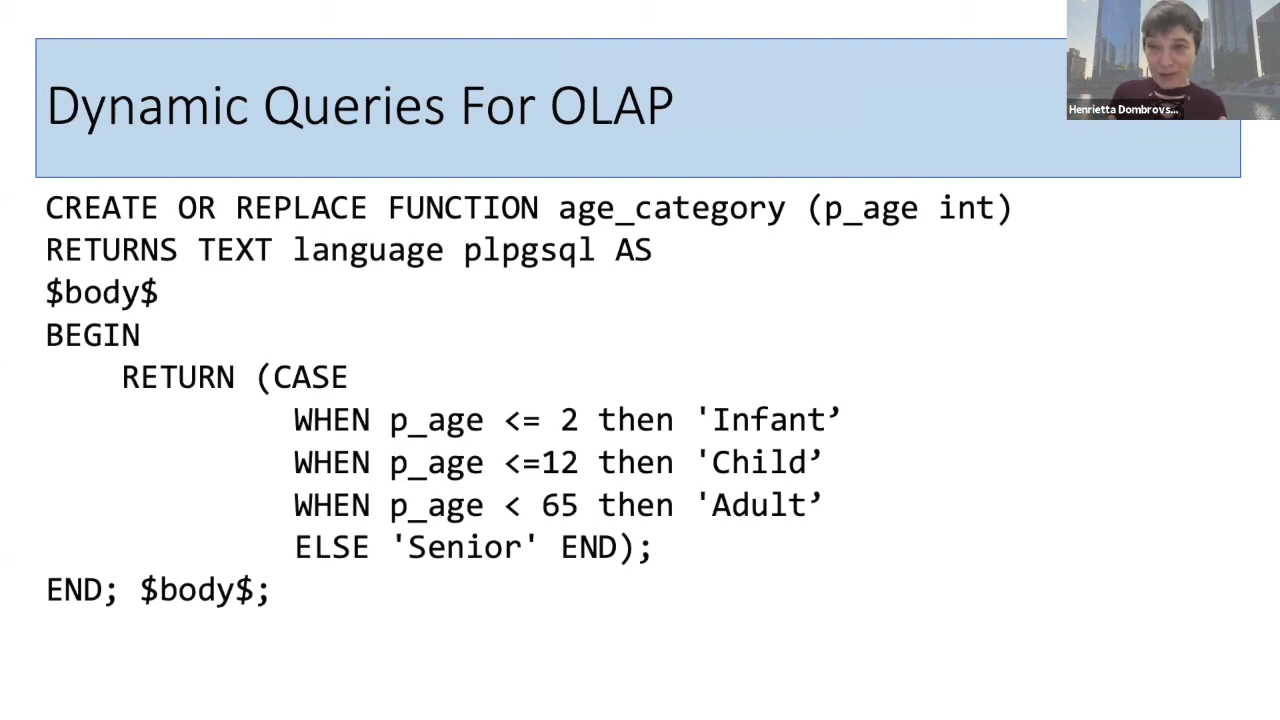 Dynamic Queries For OLAP
Henrietta Dombrovs...
CREATE OR REPLACE FUNCTION age_category (p_age int)
RETURNS TEXT language plpgsql AS
$body$
BEGIN
RETURN (CASE
WHEN p_age <= 2 then 'Infant’
WHEN p_age <=12 then 'Child’
WHEN p_age < 65 then 'Adult’
ELSE 'Senior' END);
END; $body$;